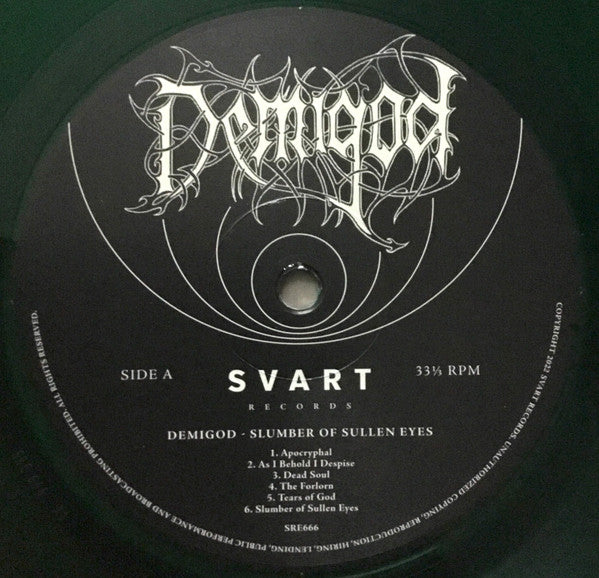 Demigod
SIDE A
SVART
33⅓ RPM
RECORDS
DEMIGOD - SLUMBER OF SULLEN EYES
1. Apocryphal
2. As I Behold I Despise
3. Dead Soul
4. The Forlorn
5. Tears of God
6. Slumber of Sullen Eyes
SRE666
COPYRIGHT 2022 SVART RECORDS. UNAUTHORIZED COPYING, REPRODUCTION, HIRING, LENDING, PUBLIC PERFORMANCE AND BROADCASTING PROHIBITED. ALL RIGHTS RESERVED.